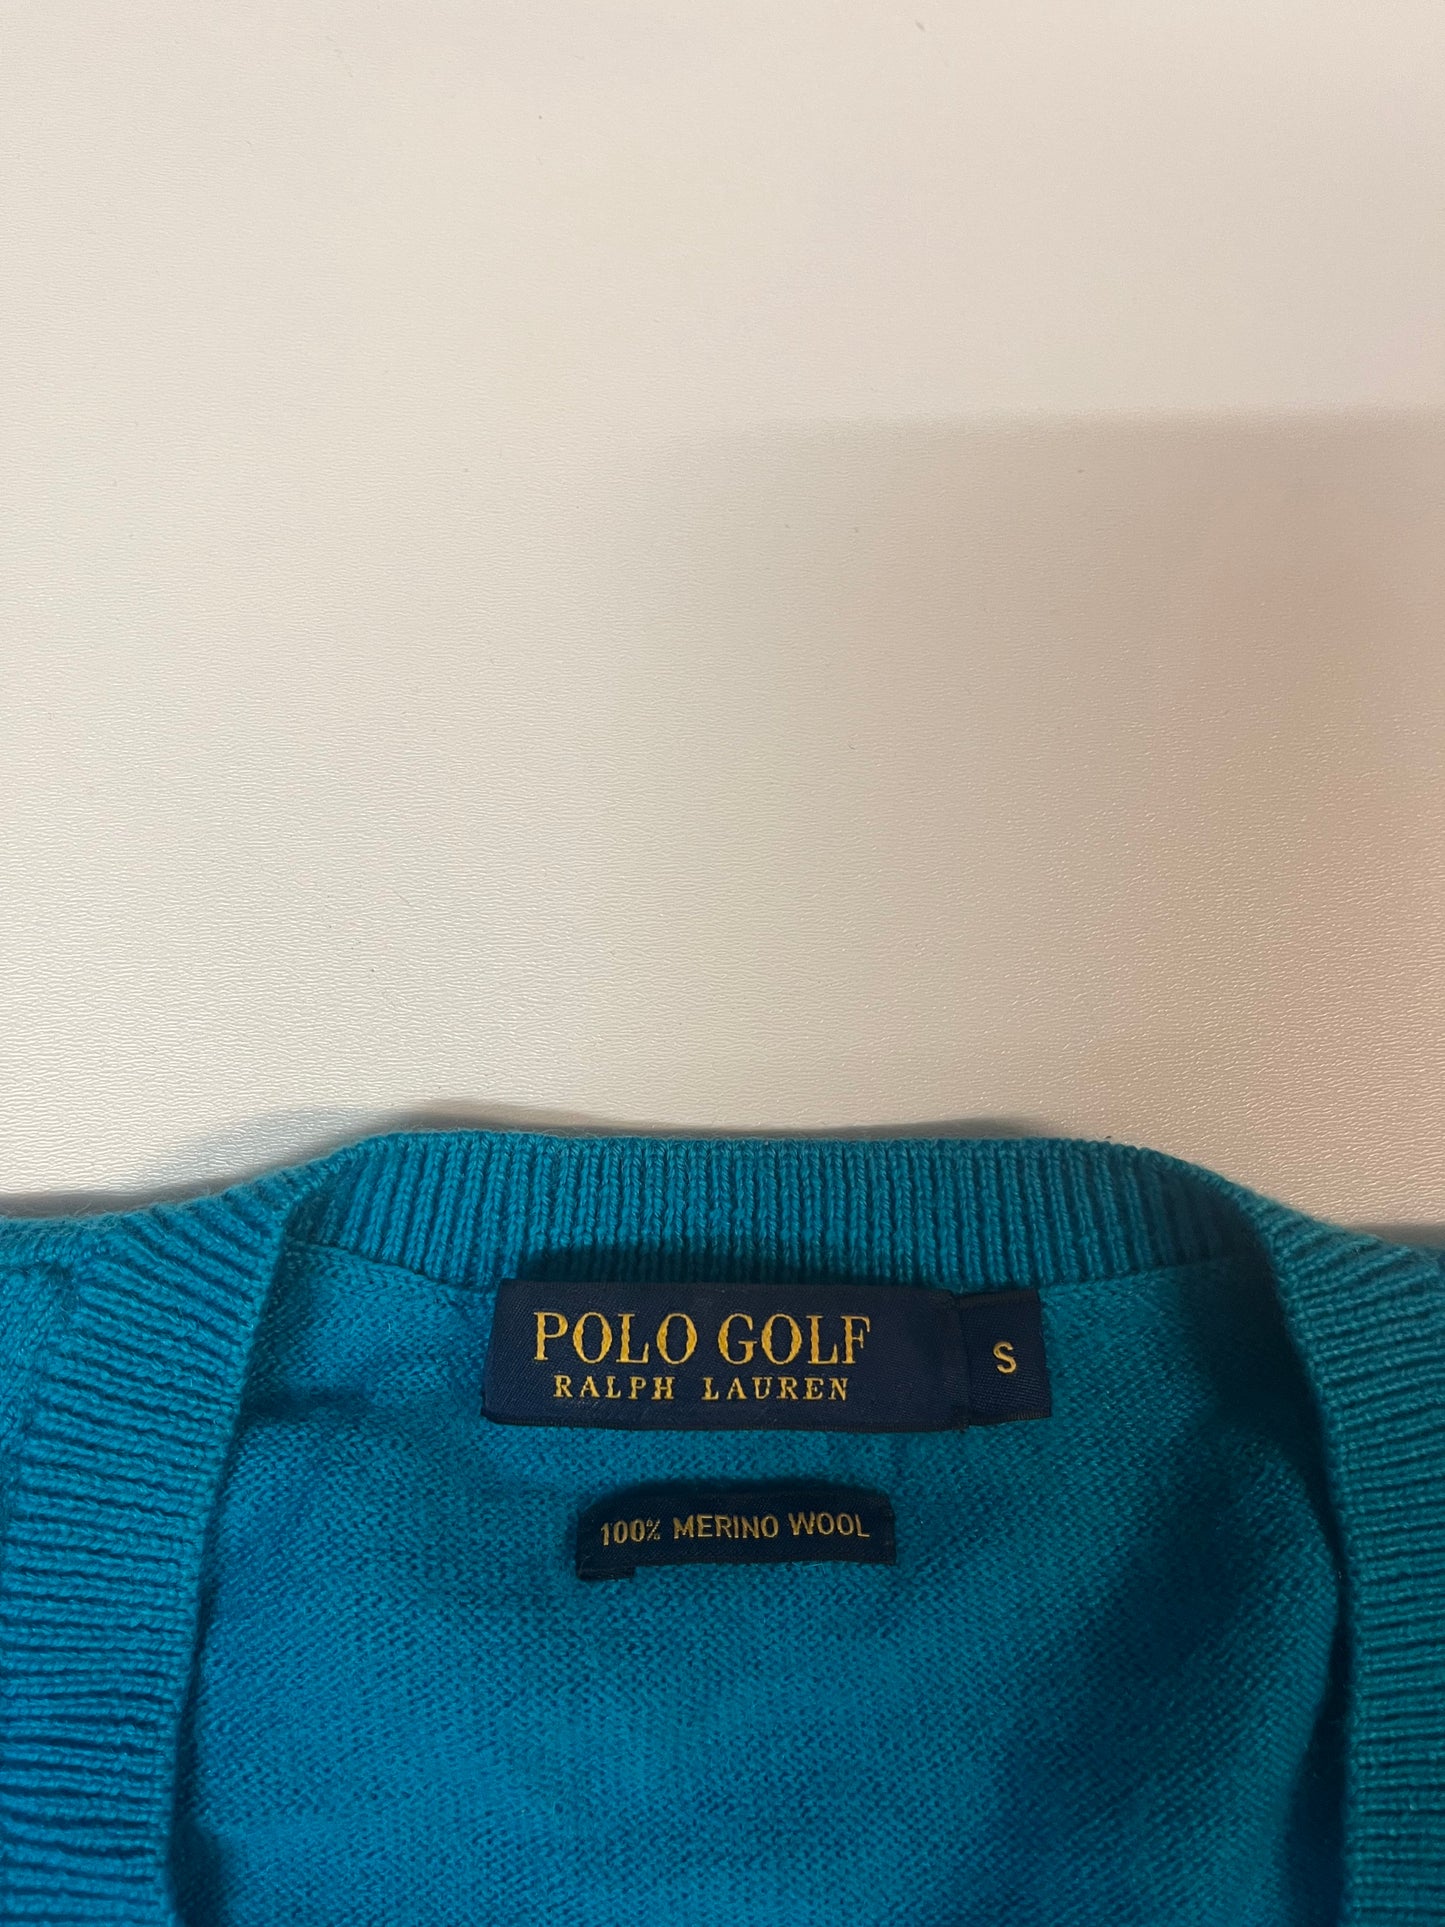 POLO GOLF
RALPH LAUREN
S
100% MERINO WOOL